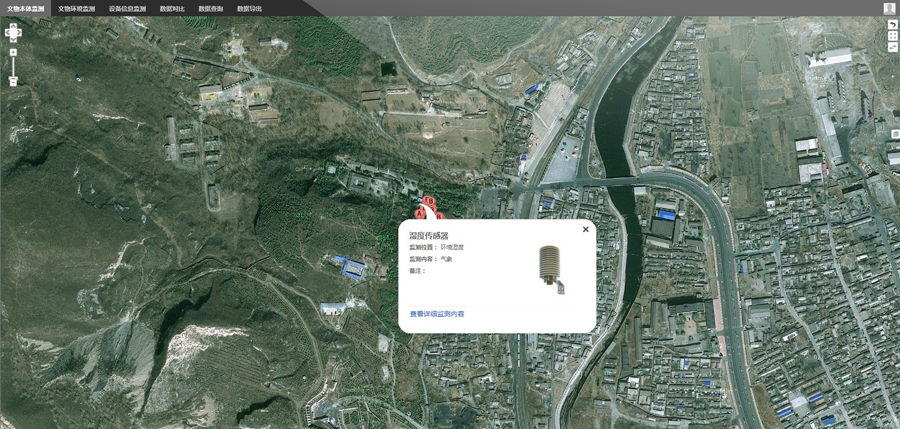 文物本体监测 文物环境监测 设备信息监测 数据对比 数据查询 数据导出
湿度传感器
监测位置： 环境湿度
监测内容： 气象
备注：
查看详细监测内容